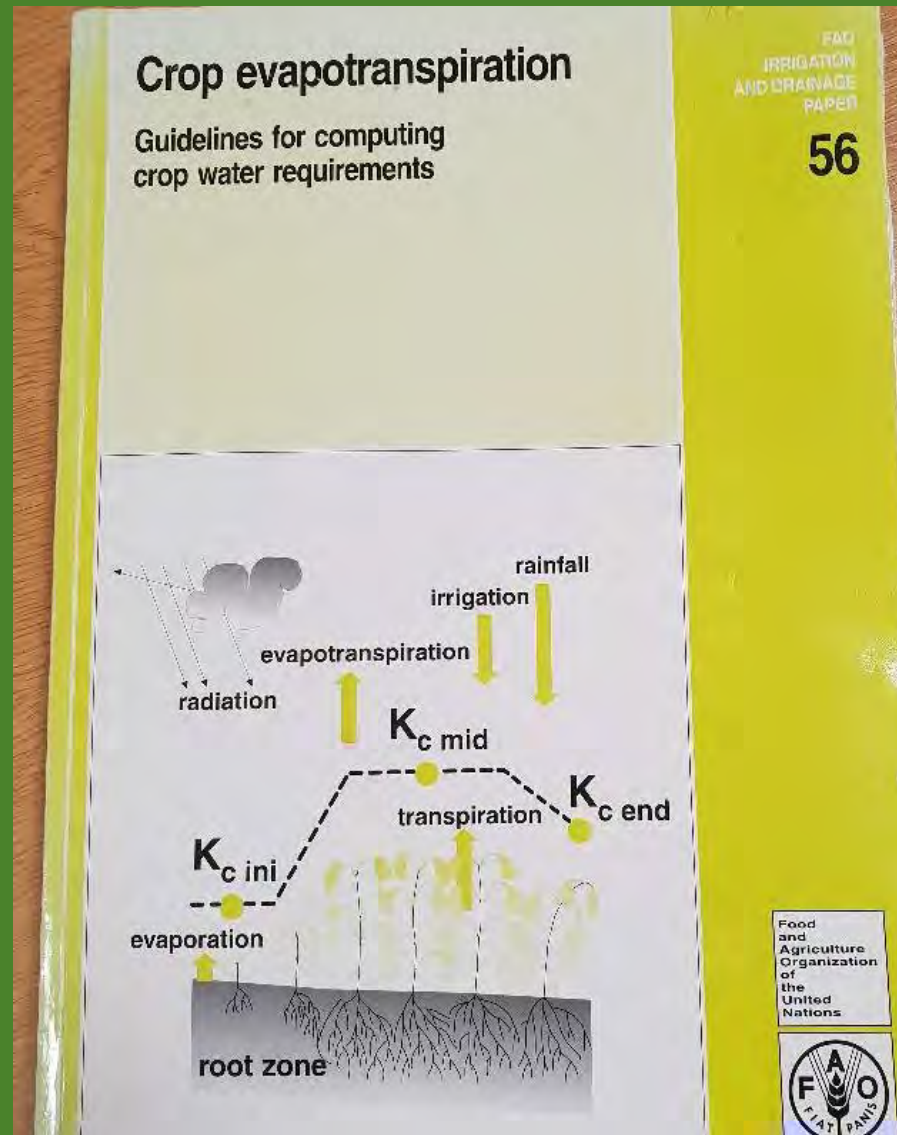 Crop evapotranspiration
Guidelines for computing
crop water requirements
FAO
IRRIGATION
AND DRAINAGE
PAPER
56
rainfall
irrigation
evapotranspiration
radiation
Kc mid
Kc end
transpiration
Kc ini
evaporation
root zone
Food
and
Agriculture
Organization
of
the
United
Nations
FAO
FIAT PANIS